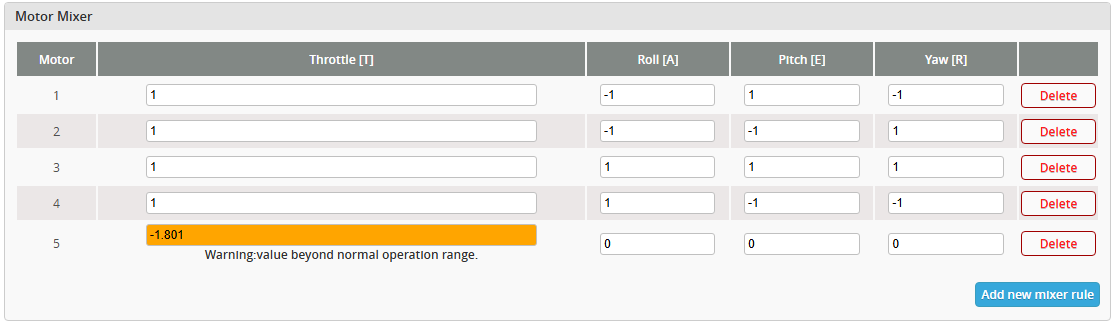 Motor Mixer
Motor Throttle [T] Roll [A] Pitch [E] Yaw [R]
1 1 -1 1 -1 Delete
2 1 -1 -1 1 Delete
3 1 1 1 1 Delete
4 1 1 -1 -1 Delete
5 -1.801 0 0 0 Delete
Warning:value beyond normal operation range.
Add new mixer rule